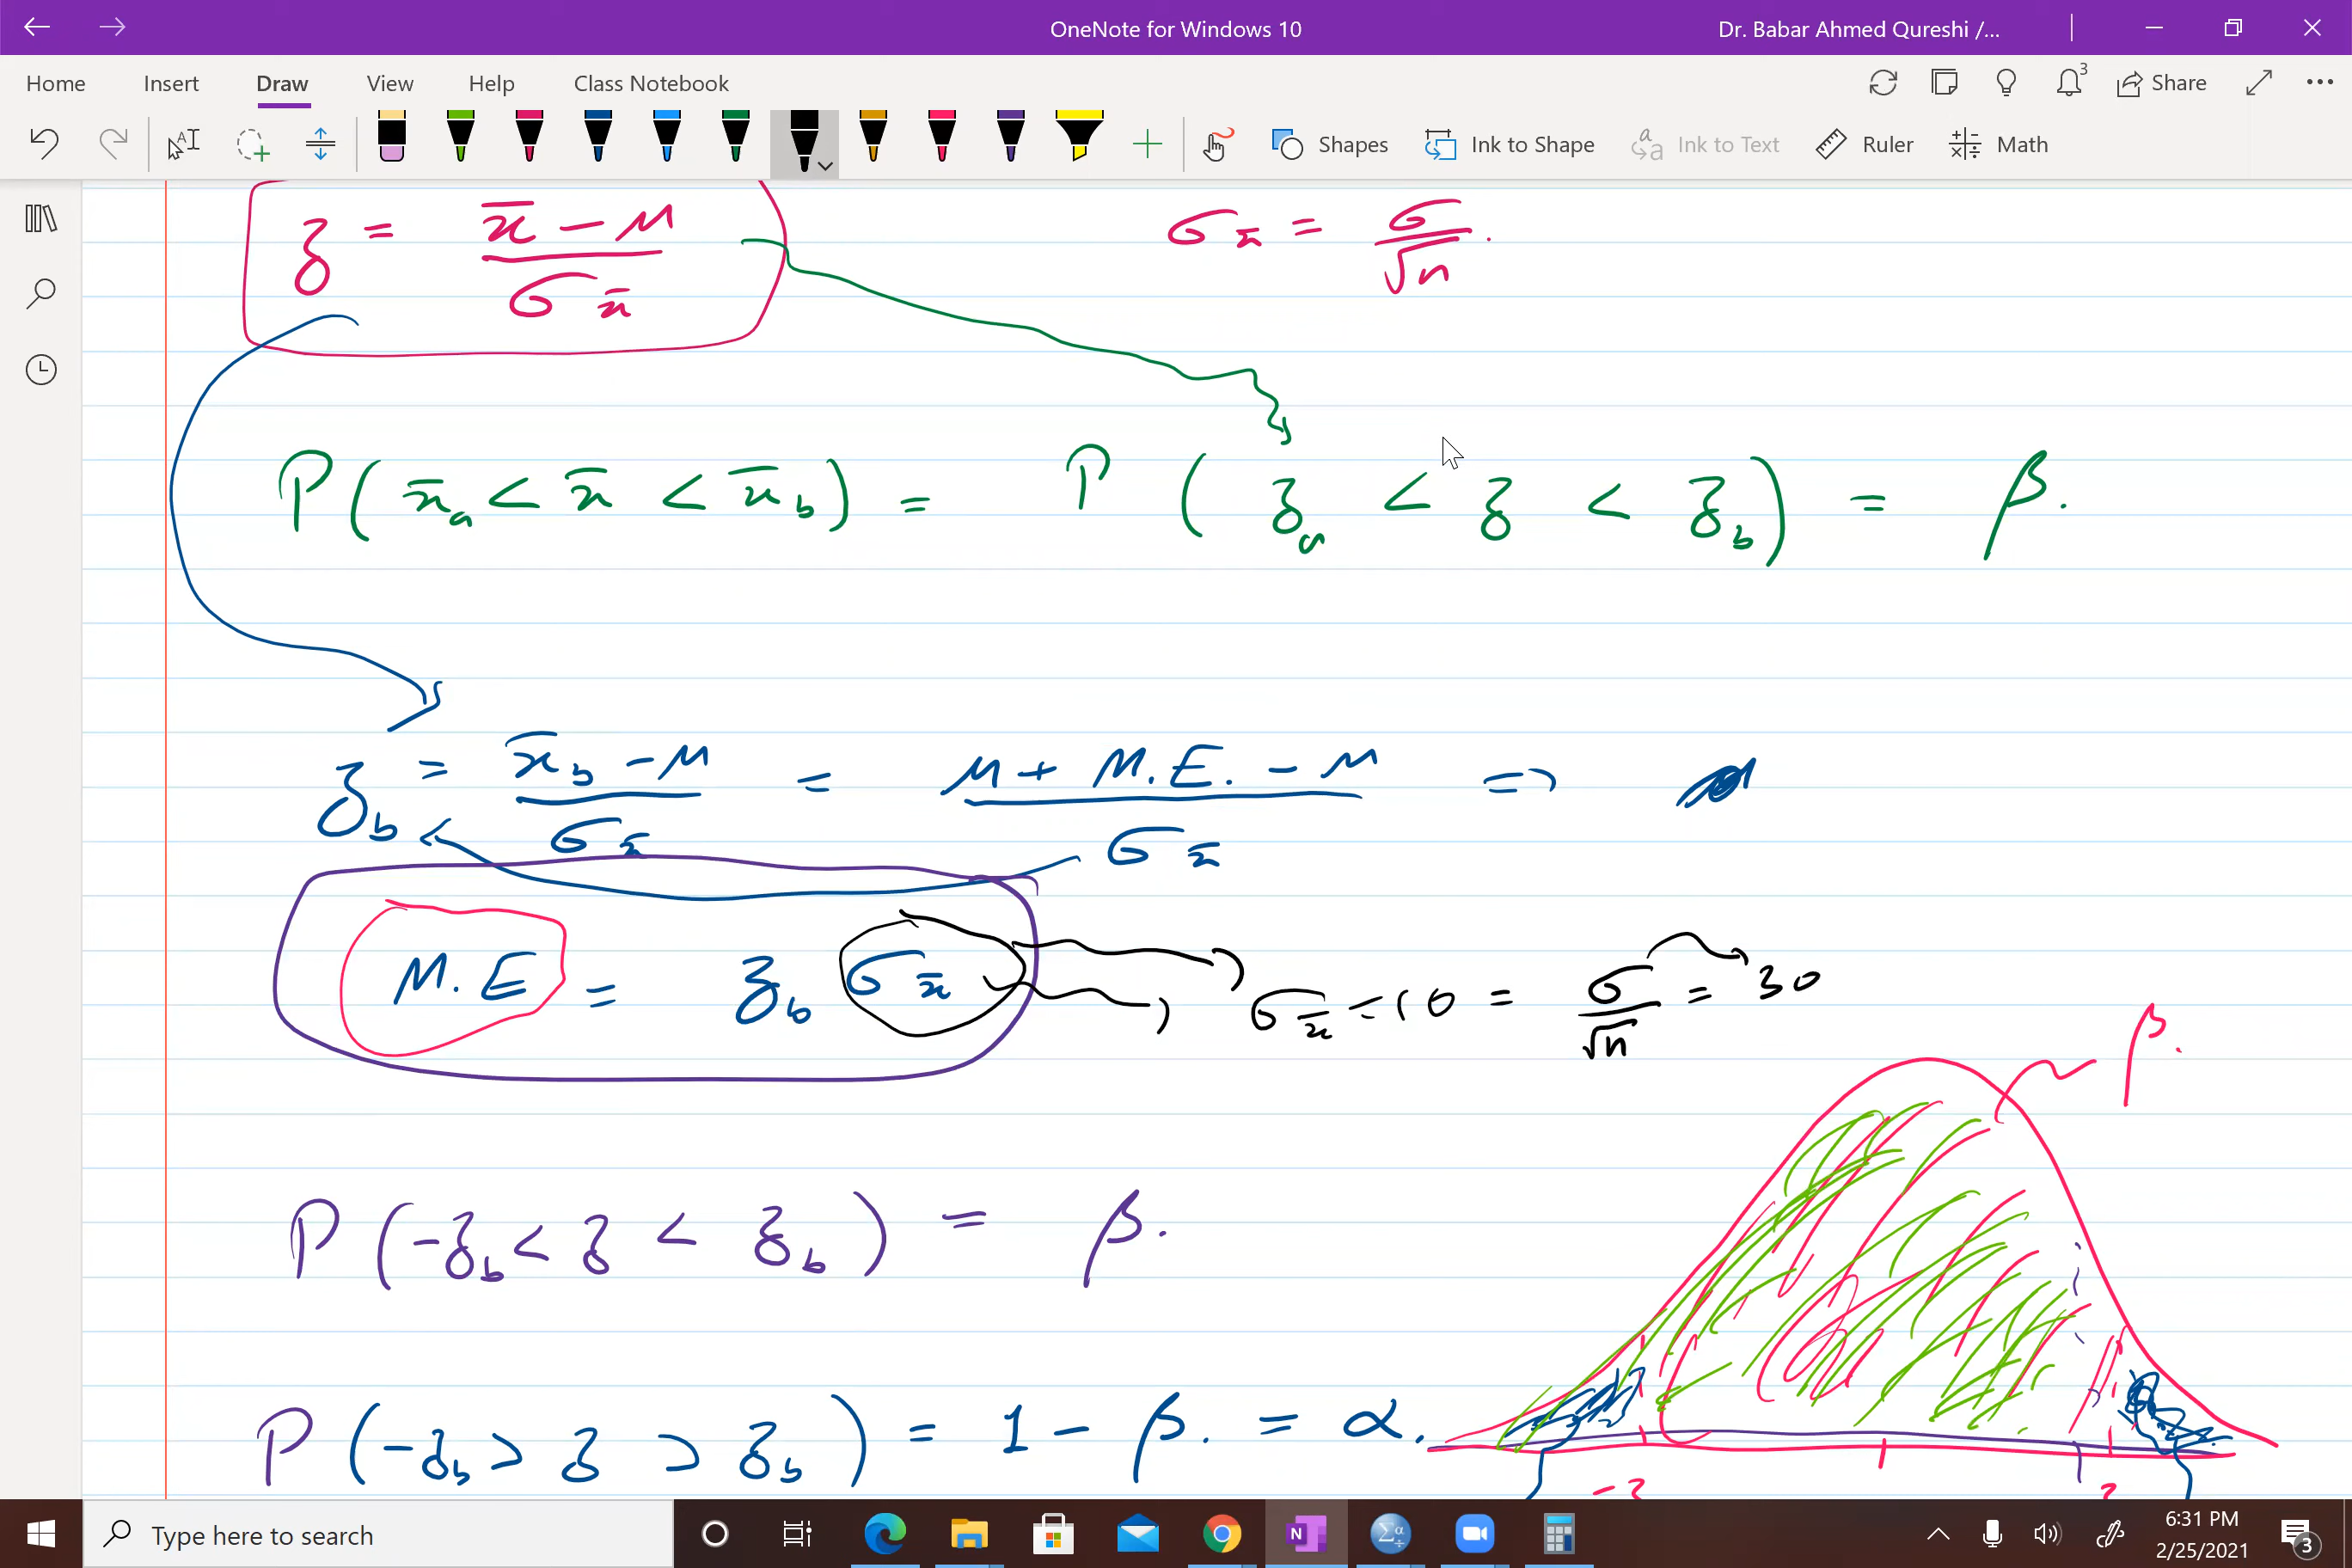 OneNote for Windows 10
Dr. Babar Ahmed Qureshi /...
Home Insert Draw View Help Class Notebook
3 Share
Shapes Ink to Shape Ink to Text Ruler Math
z = (x̄ − μ) / σx̄
σx̄ = σ/√n.
P(x̄a < x̄ < x̄b) = P(za < z < zb) = β.
zb = (x̄b − μ) / σx̄ = (μ + M.E. − μ) / σx̄ =>
M.E = zb σx̄
σx̄ = 10 = σ/√n = 30
β.
P(−zb < z < zb) = β.
P(−zb > z > zb) = 1 − β. = α.
Type here to search
6:31 PM
2/25/2021
3